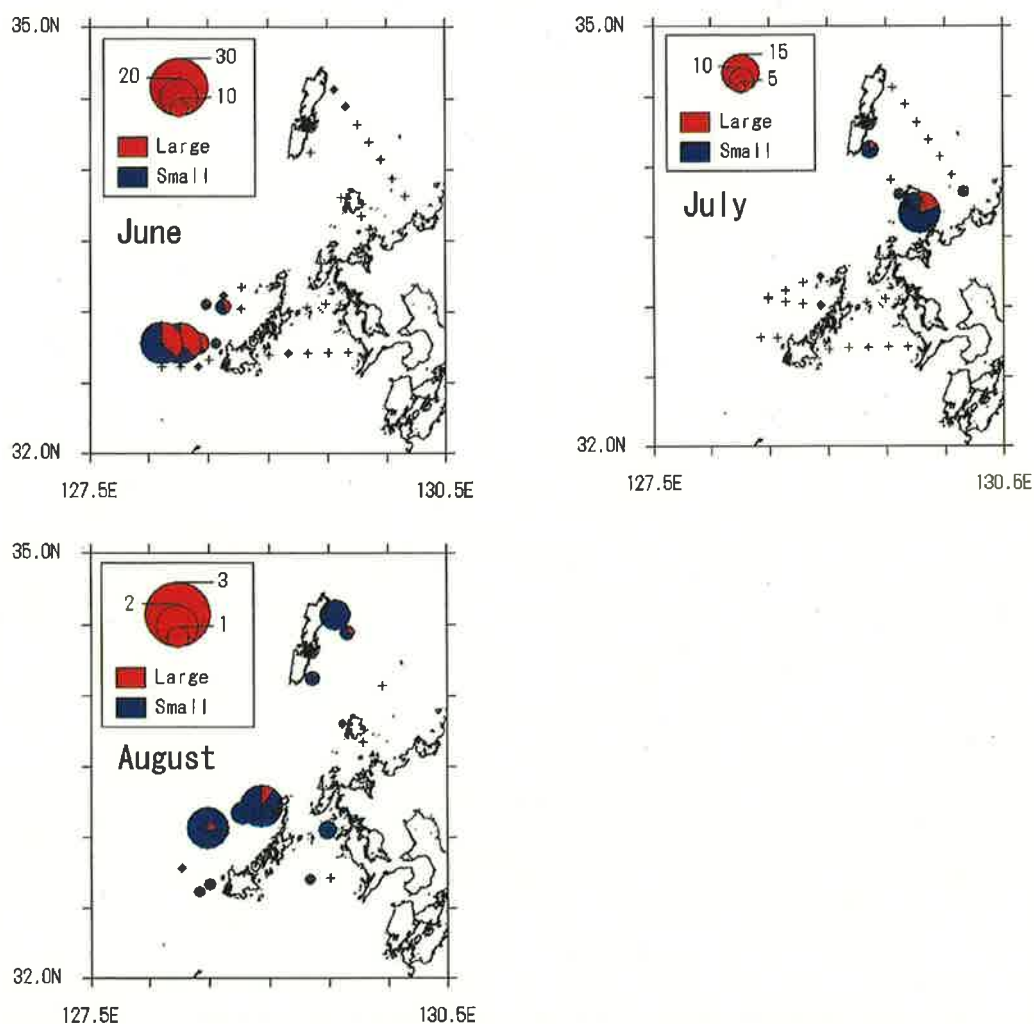 35.0N
30
20
10
Large
Small
June
32.0N
127.5E
130.5E
35.0N
15
10
5
Large
Small
July
32.0N
127.5E
130.5E
35.0N
3
2
1
Large
Small
August
32.0N
127.5E
130.5E